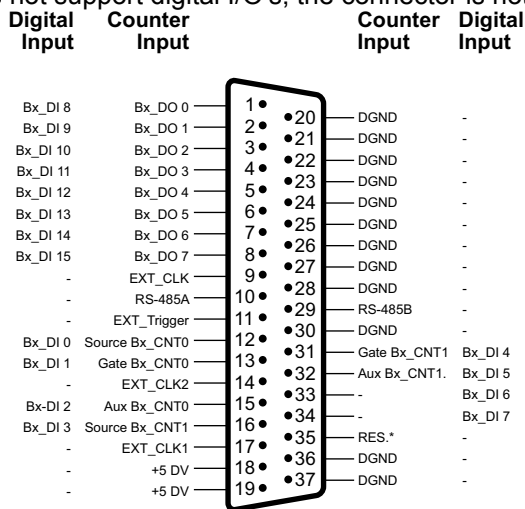 not support digital I/O's, the connector is not
Digital Input Counter Input Counter Input Digital Input
Bx_DI 8 Bx_DO 0 1 20 DGND -
Bx_DI 9 Bx_DO 1 2 21 DGND -
Bx_DI 10 Bx_DO 2 3 22 DGND -
Bx_DI 11 Bx_DO 3 4 23 DGND -
Bx_DI 12 Bx_DO 4 5 24 DGND -
Bx_DI 13 Bx_DO 5 6 25 DGND -
Bx_DI 14 Bx_DO 6 7 26 DGND -
Bx_DI 15 Bx_DO 7 8 27 DGND -
- EXT_CLK 9 28 DGND -
- RS-485A 10 29 RS-485B -
- EXT_Trigger 11 30 DGND -
Bx_DI 0 Source Bx_CNT0 12 31 Gate Bx_CNT1 Bx_DI 4
Bx_DI 1 Gate Bx_CNT0 13 32 Aux Bx_CNT1. Bx_DI 5
- EXT_CLK2 14 33 - Bx_DI 6
Bx-DI 2 Aux Bx_CNT0 15 34 - Bx_DI 7
Bx_DI 3 Source Bx_CNT1 16 35 RES.* -
- EXT_CLK1 17 36 DGND -
- +5 DV 18 37 DGND -
- +5 DV 19